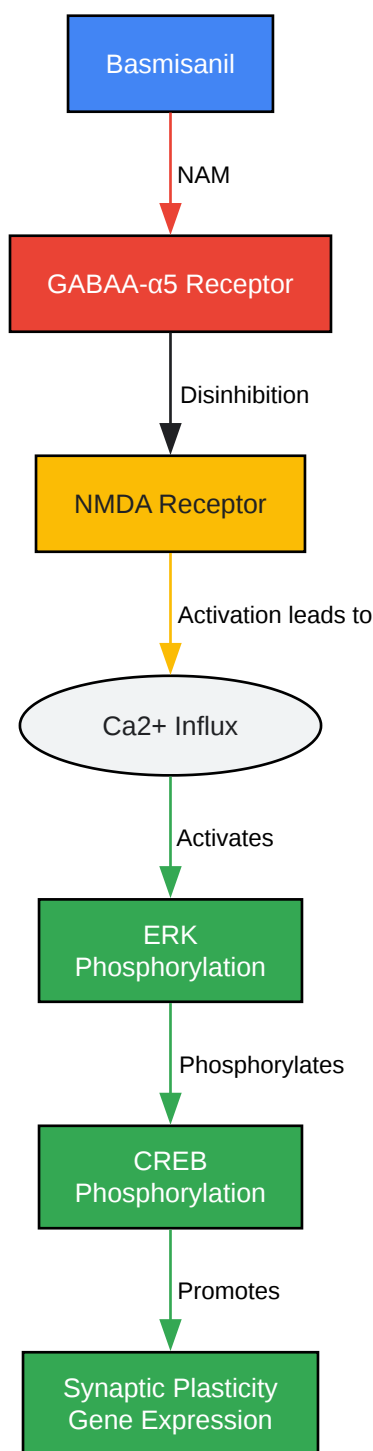 Basmisanil
NAM
GABAA-α5 Receptor
Disinhibition
NMDA Receptor
Activation leads to
Ca2+ Influx
Activates
ERK
Phosphorylation
Phosphorylates
CREB
Phosphorylation
Promotes
Synaptic Plasticity
Gene Expression